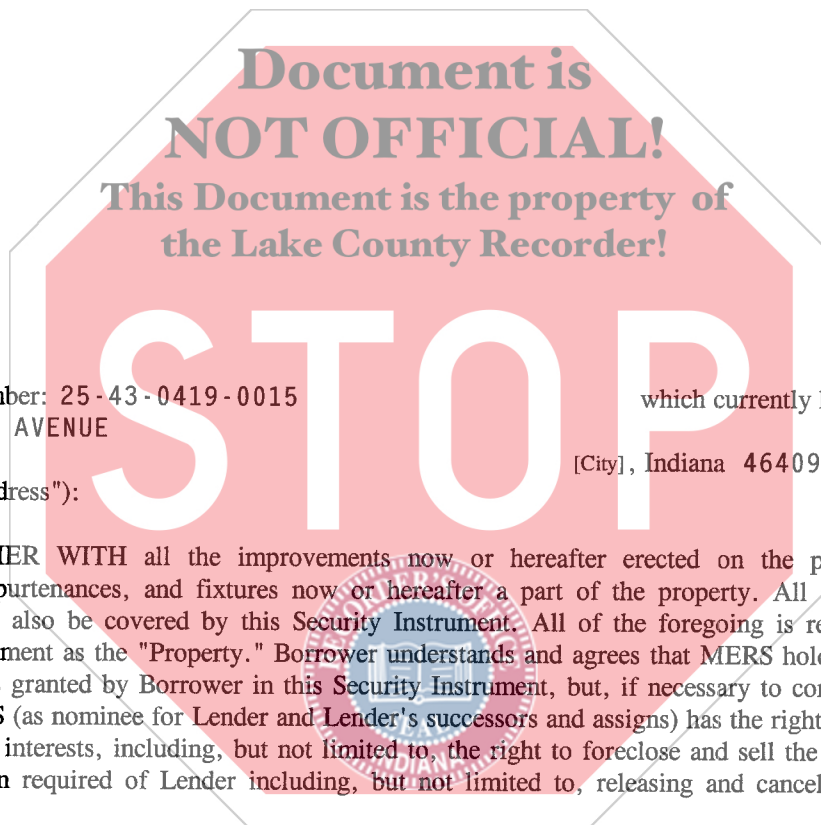 Document is
NOT OFFICIAL!
This Document is the property of
the Lake County Recorder!
STOP
nber: 25-43-0419-0015 which currently
AVENUE
[City], Indiana 46409
dress"):
ER WITH all the improvements now or hereafter erected on the p
purtenances, and fixtures now or hereafter a part of the property. All
also be covered by this Security Instrument. All of the foregoing is re
ment as the "Property." Borrower understands and agrees that MERS hold
granted by Borrower in this Security Instrument, but, if necessary to co
S (as nominee for Lender and Lender's successors and assigns) has the right
interests, including, but not limited to, the right to foreclose and sell the
n required of Lender including, but not limited to, releasing and cancel
RECORDER'S OFFICE
SEAL
INDIANA